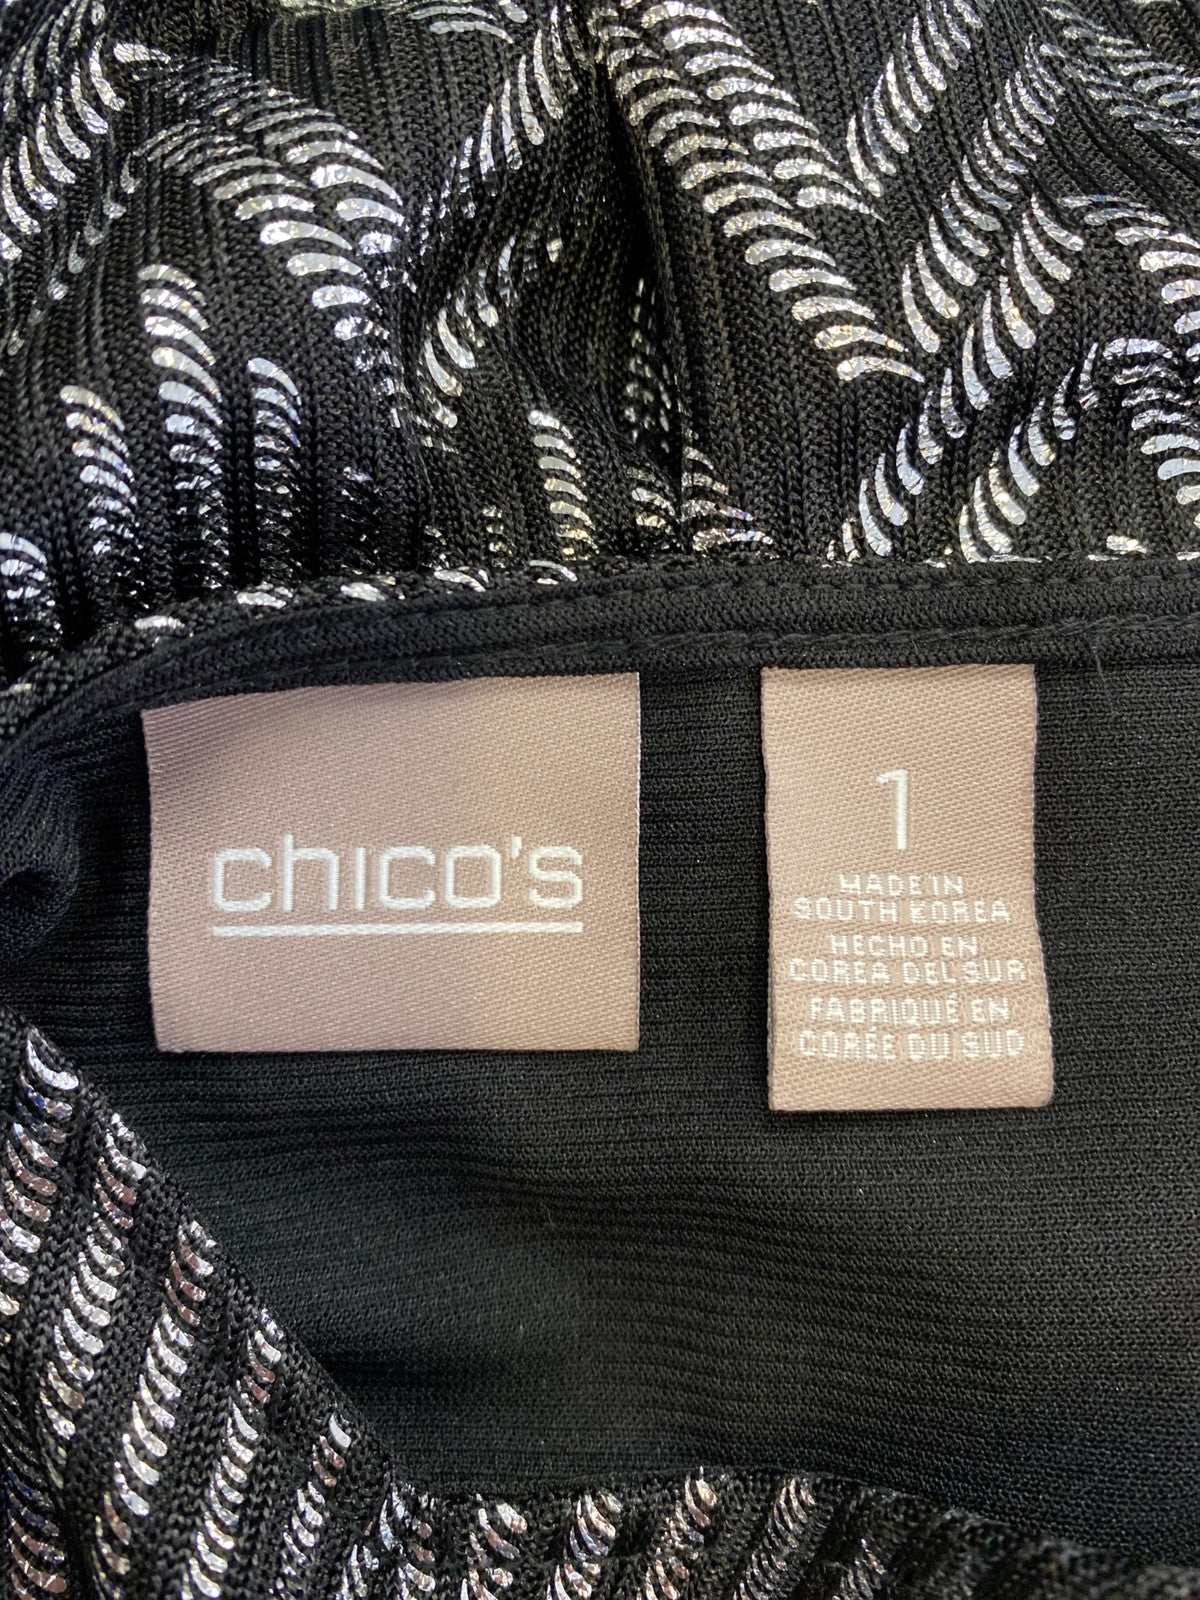 chico's
1
MADE IN
SOUTH KOREA
HECHO EN
COREA DEL SUR
FABRIQUÉ EN
CORÉE DU SUD